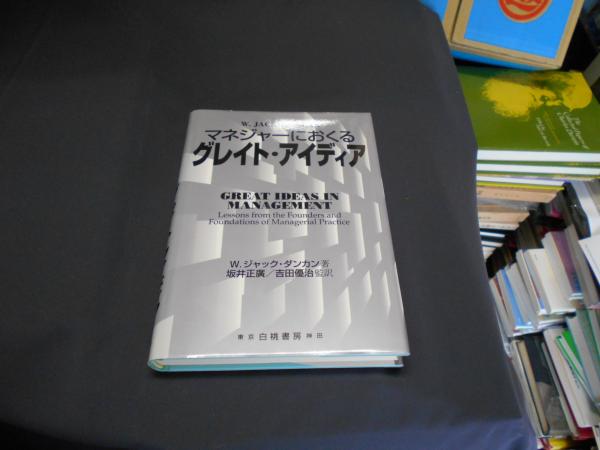 W. JAC
マネジャーにおくる
グレイト・アイディア
GREAT IDEAS IN
MANAGEMENT
Lessons from the Founders and
Foundations of Managerial Practice
W.ジャック・ダンカン著
坂井正廣/吉田優治監訳
東京 白桃書房 神田